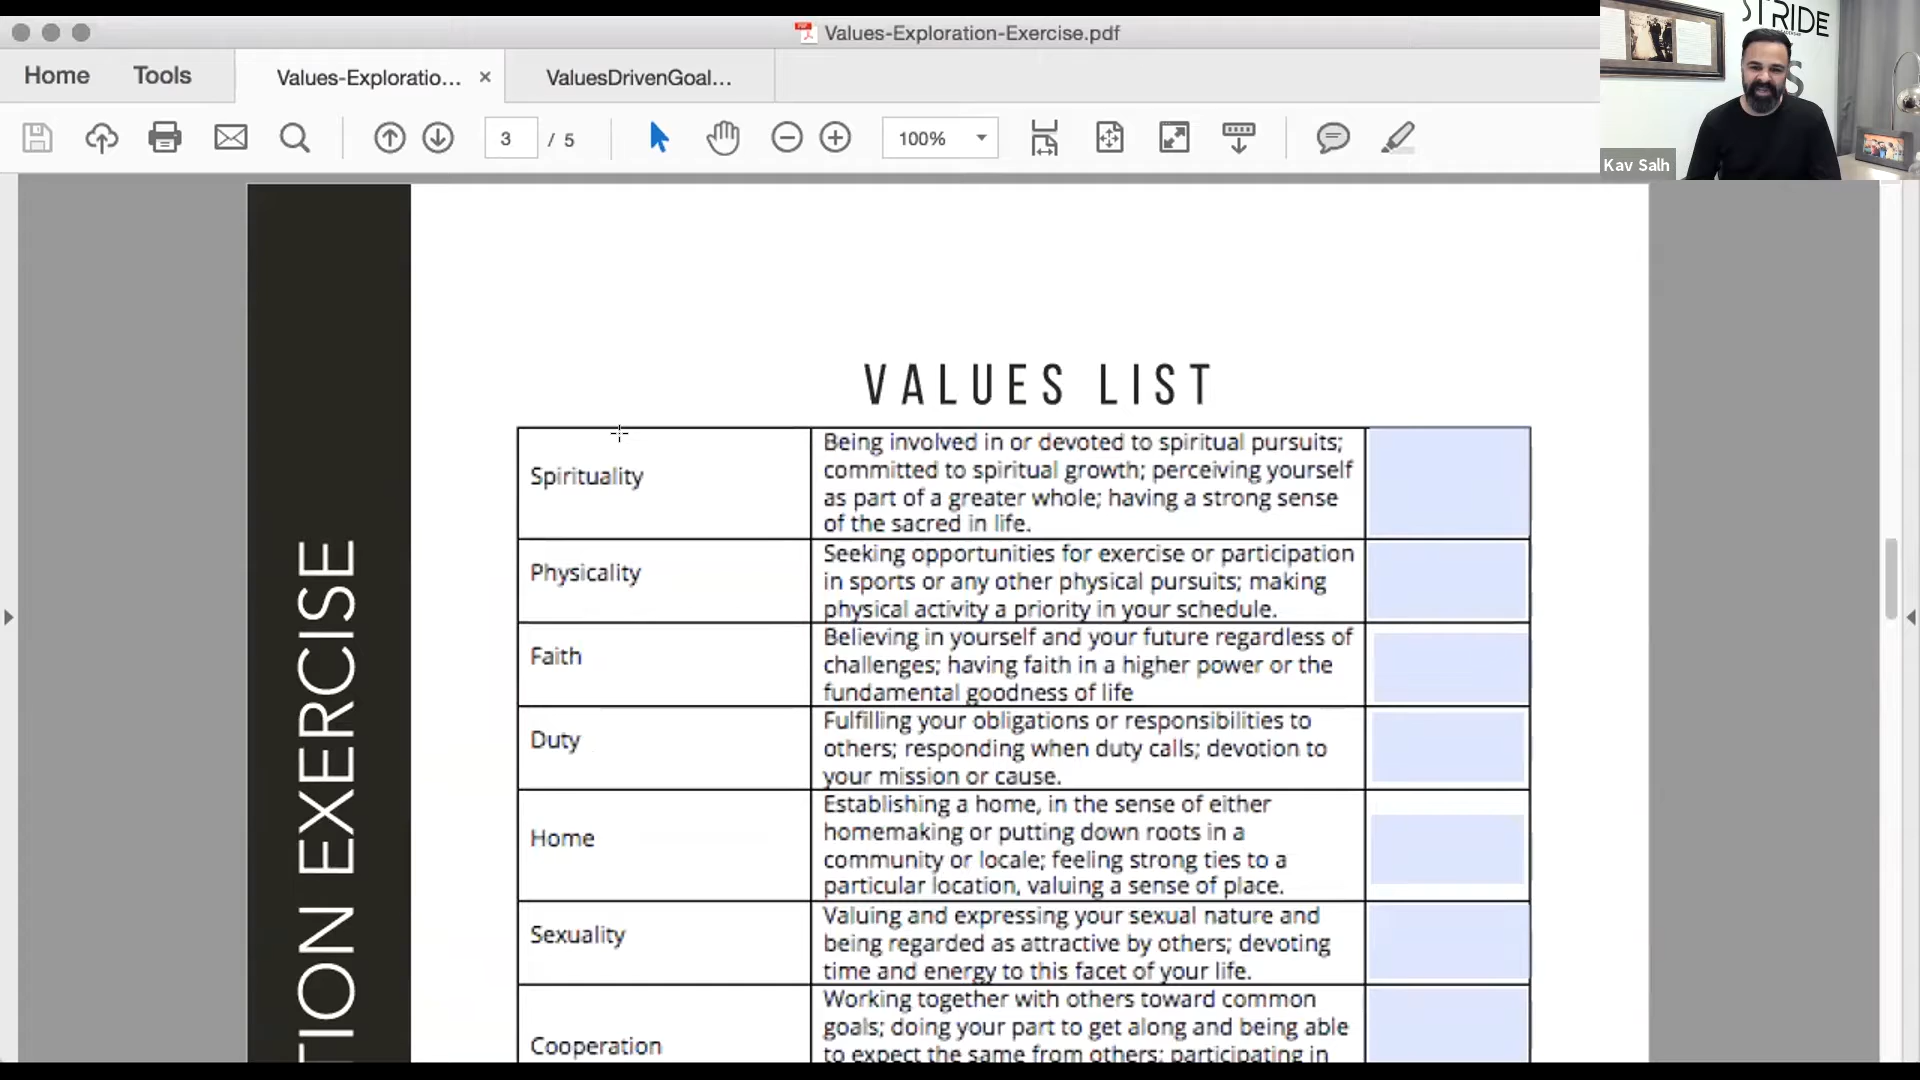 Values-Exploration-Exercise.pdf
Home
Tools
Values-Exploratio...
ValuesDrivenGoal...
3 / 5
100%
STRIDE
Kav Salh
VALUES LIST
Spirituality
Being involved in or devoted to spiritual pursuits;
committed to spiritual growth; perceiving yourself
as part of a greater whole; having a strong sense
of the sacred in life.
Physicality
Seeking opportunities for exercise or participation
in sports or any other physical pursuits; making
physical activity a priority in your schedule.
Faith
Believing in yourself and your future regardless of
challenges; having faith in a higher power or the
fundamental goodness of life
Duty
Fulfilling your obligations or responsibilities to
others; responding when duty calls; devotion to
your mission or cause.
Home
Establishing a home, in the sense of either
homemaking or putting down roots in a
community or locale; feeling strong ties to a
particular location, valuing a sense of place.
Sexuality
Valuing and expressing your sexual nature and
being regarded as attractive by others; devoting
time and energy to this facet of your life.
Cooperation
Working together with others toward common
goals; doing your part to get along and being able
to expect the same from others; participating in
TION EXERCISE